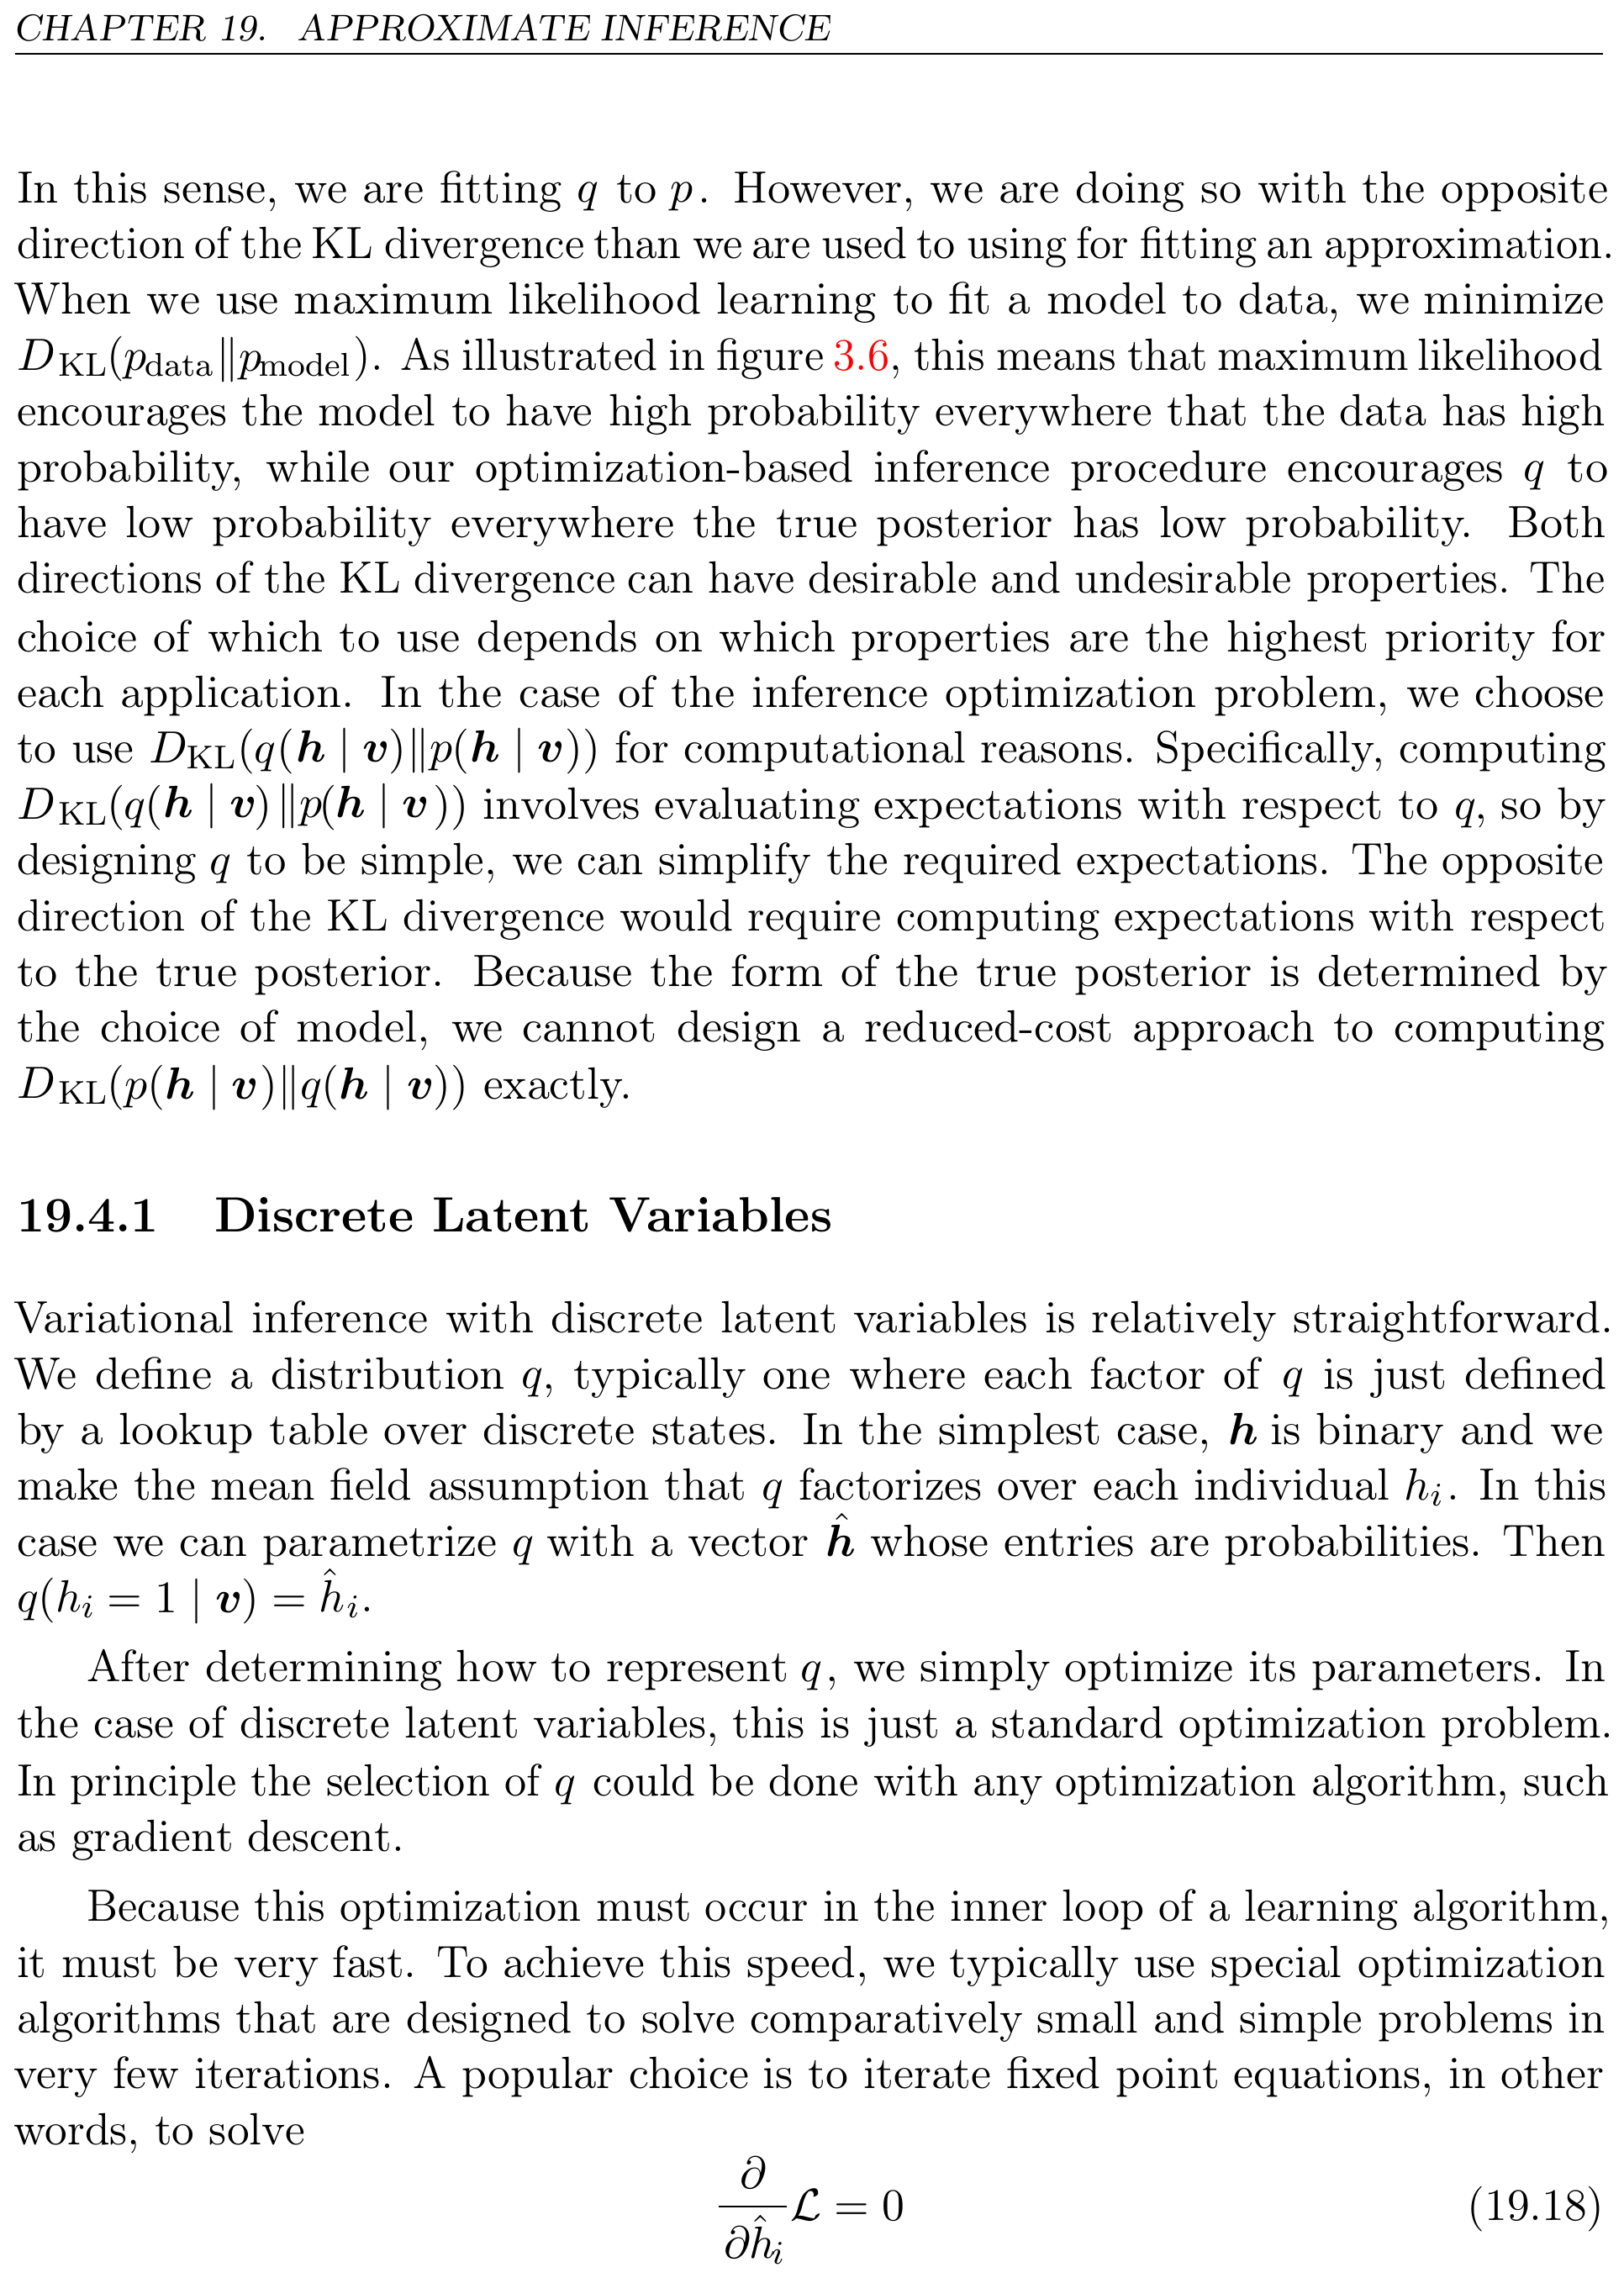 CHAPTER 19. APPROXIMATE INFERENCE
In this sense, we are fitting q to p. However, we are doing so with the opposite
direction of the KL divergence than we are used to using for fitting an approximation.
When we use maximum likelihood learning to fit a model to data, we minimize
D_KL(p_data‖p_model). As illustrated in figure 3.6, this means that maximum likelihood
encourages the model to have high probability everywhere that the data has high
probability, while our optimization-based inference procedure encourages q to
have low probability everywhere the true posterior has low probability. Both
directions of the KL divergence can have desirable and undesirable properties. The
choice of which to use depends on which properties are the highest priority for
each application. In the case of the inference optimization problem, we choose
to use D_KL(q(h | v)‖p(h | v)) for computational reasons. Specifically, computing
D_KL(q(h | v)‖p(h | v)) involves evaluating expectations with respect to q, so by
designing q to be simple, we can simplify the required expectations. The opposite
direction of the KL divergence would require computing expectations with respect
to the true posterior. Because the form of the true posterior is determined by
the choice of model, we cannot design a reduced-cost approach to computing
D_KL(p(h | v)‖q(h | v)) exactly.
19.4.1 Discrete Latent Variables
Variational inference with discrete latent variables is relatively straightforward.
We define a distribution q, typically one where each factor of q is just defined
by a lookup table over discrete states. In the simplest case, h is binary and we
make the mean field assumption that q factorizes over each individual h_i. In this
case we can parametrize q with a vector ĥ whose entries are probabilities. Then
q(h_i = 1 | v) = ĥ_i.
After determining how to represent q, we simply optimize its parameters. In
the case of discrete latent variables, this is just a standard optimization problem.
In principle the selection of q could be done with any optimization algorithm, such
as gradient descent.
Because this optimization must occur in the inner loop of a learning algorithm,
it must be very fast. To achieve this speed, we typically use special optimization
algorithms that are designed to solve comparatively small and simple problems in
very few iterations. A popular choice is to iterate fixed point equations, in other
words, to solve
∂/∂ĥ_i ℒ = 0 (19.18)